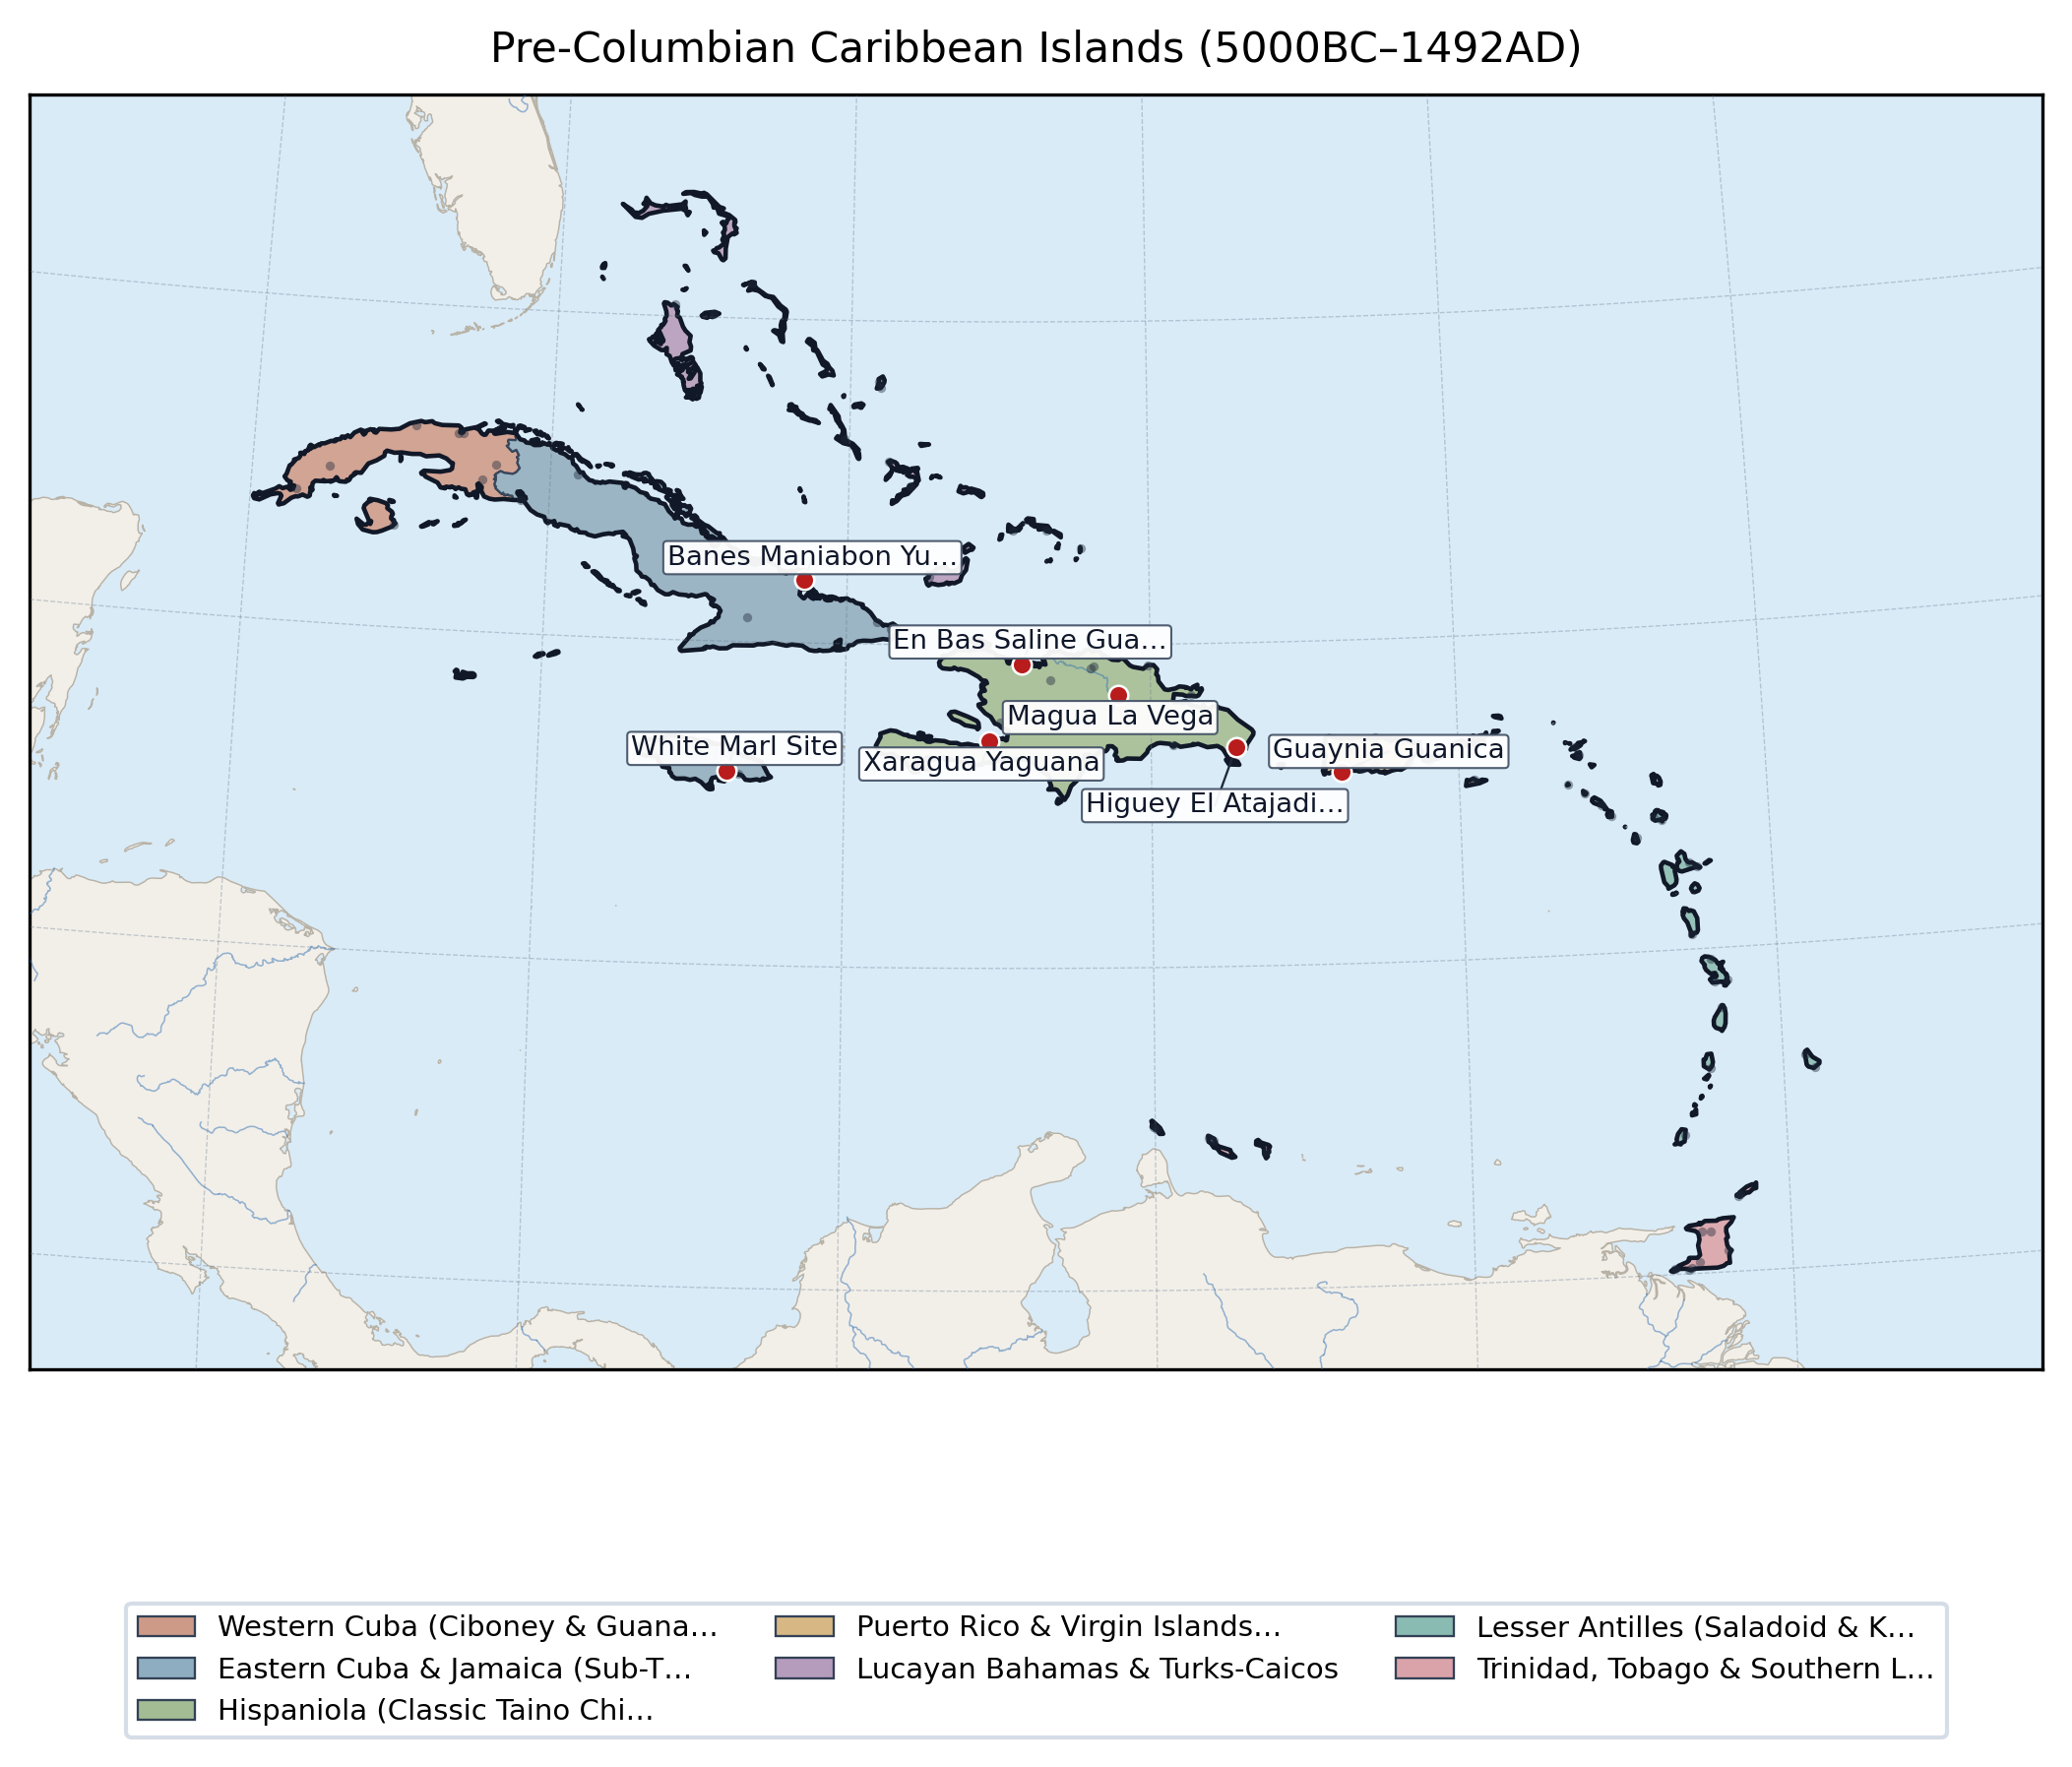 Pre-Columbian Caribbean Islands (5000BC–1492AD)
Banes Maniabon Yu...
En Bas Saline Gua...
Magua La Vega
White Marl Site
Guaynia Guanica
Xaragua Yaguana
Higuey El Atajadi...
Western Cuba (Ciboney & Guana...
Eastern Cuba & Jamaica (Sub-T...
Hispaniola (Classic Taino Chi...
Puerto Rico & Virgin Islands...
Lucayan Bahamas & Turks-Caicos
Lesser Antilles (Saladoid & K...
Trinidad, Tobago & Southern L...